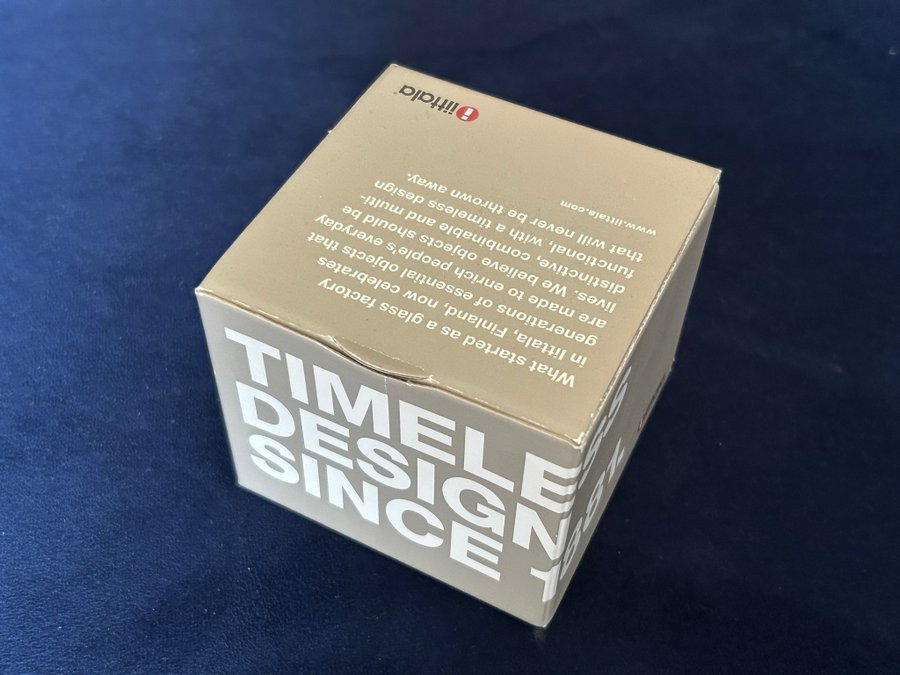 iittala
What started as a glass factory
in Iittala, Finland, now celebrates
generations of essential objects that
are made to enrich people's everyday
lives. We believe objects should be
distinctive, combinable and multi-
functional, with a timeless design
that will never be thrown away.
www.iittala.com
TIMELESS
DESIGN
SINCE 1881.